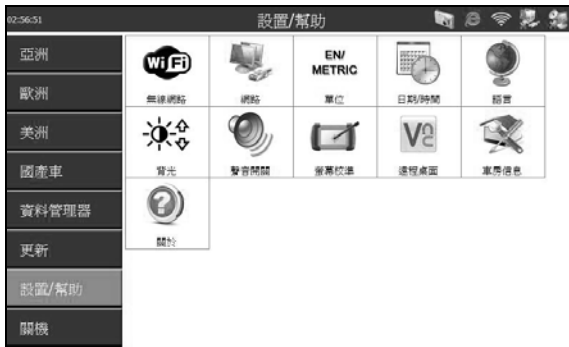 02:56:51
設置/幫助
亞洲
歐洲
美洲
國產車
資料管理器
更新
設置/幫助
關機
Wi Fi
EN/
METRIC
無線網路
網路
單位
日期/時間
語言
V2
背光
聲音開關
螢幕校準
遠程桌面
車房信息
?
關於